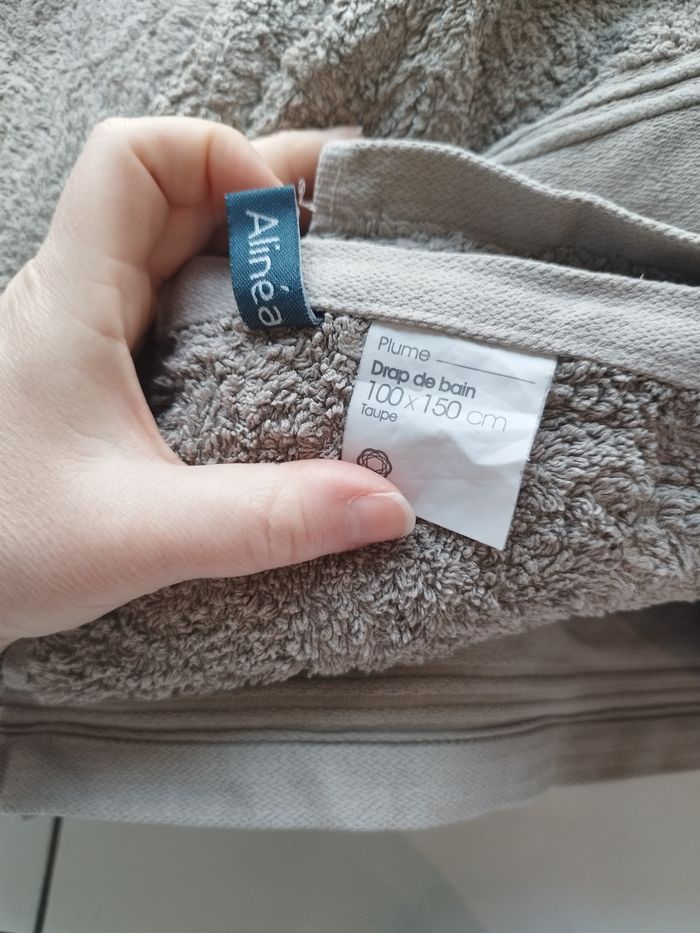 Alinéa
Plume
Drap de bain
100 x 150 cm
Taupe